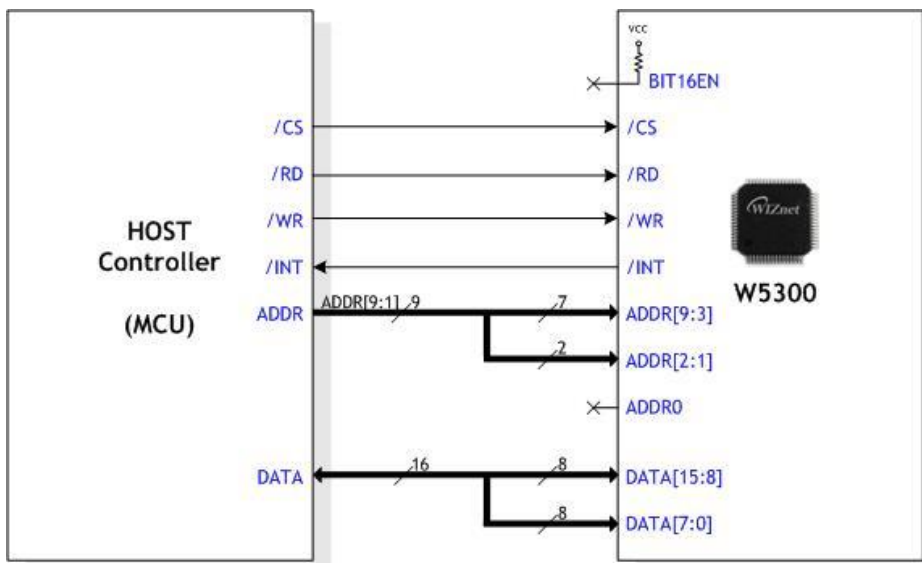 vcc
BIT16EN
/CS /CS
/RD /RD
/WR /WR
WIZnet
HOST
Controller
(MCU)
/INT /INT
W5300
ADDR ADDR[9:1] 9 7 ADDR[9:3]
2 ADDR[2:1]
ADDR0
DATA 16 8 DATA[15:8]
8 DATA[7:0]